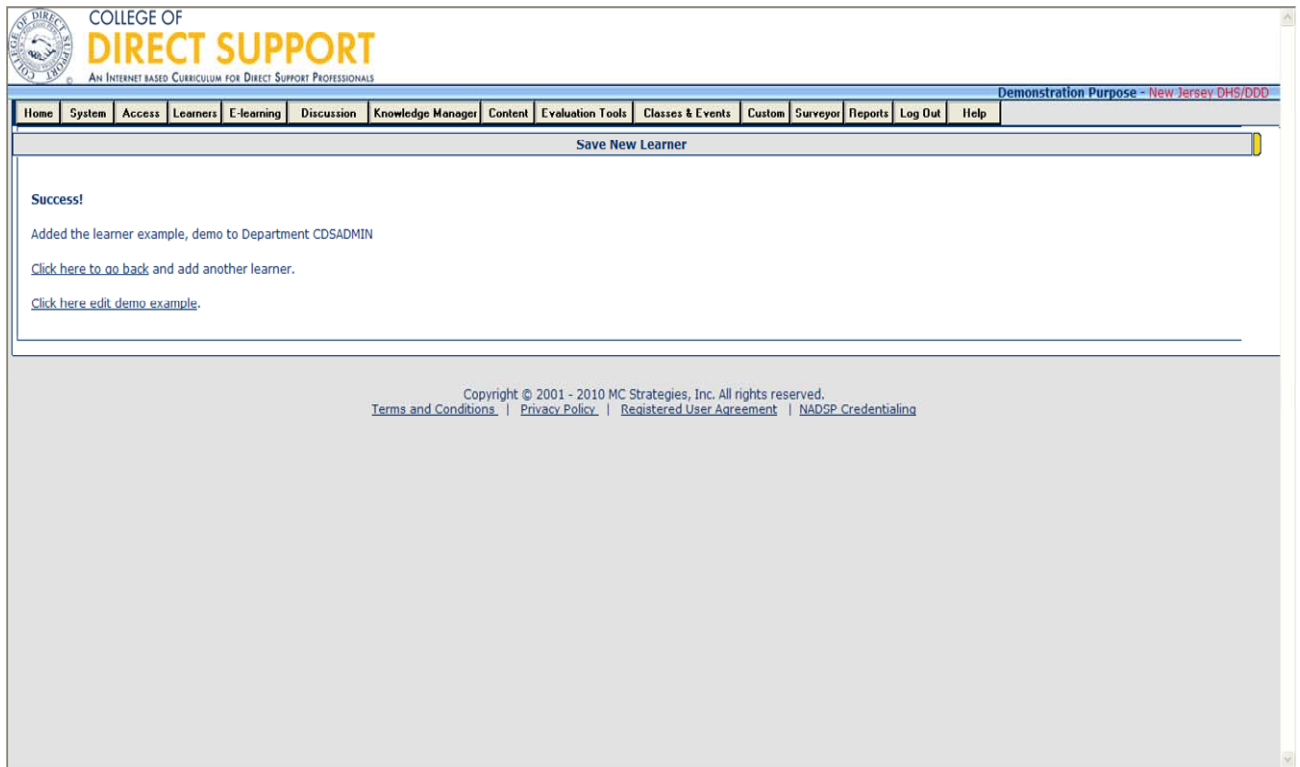 COLLEGE OF
DIRECT SUPPORT
AN INTERNET BASED CURRICULUM FOR DIRECT SUPPORT PROFESSIONALS
COLLEGE OF DIRECT SUPPORT
©
Demonstration Purpose - New Jersey DHS/DDD
Home System Access Learners E-learning Discussion Knowledge Manager Content Evaluation Tools Classes & Events Custom Surveyor Reports Log Out Help
Save New Learner
Success!
Added the learner example, demo to Department CDSADMIN
Click here to go back and add another learner.
Click here edit demo example.
Copyright © 2001 - 2010 MC Strategies, Inc. All rights reserved.
Terms and Conditions | Privacy Policy | Registered User Agreement | NADSP Credentialing